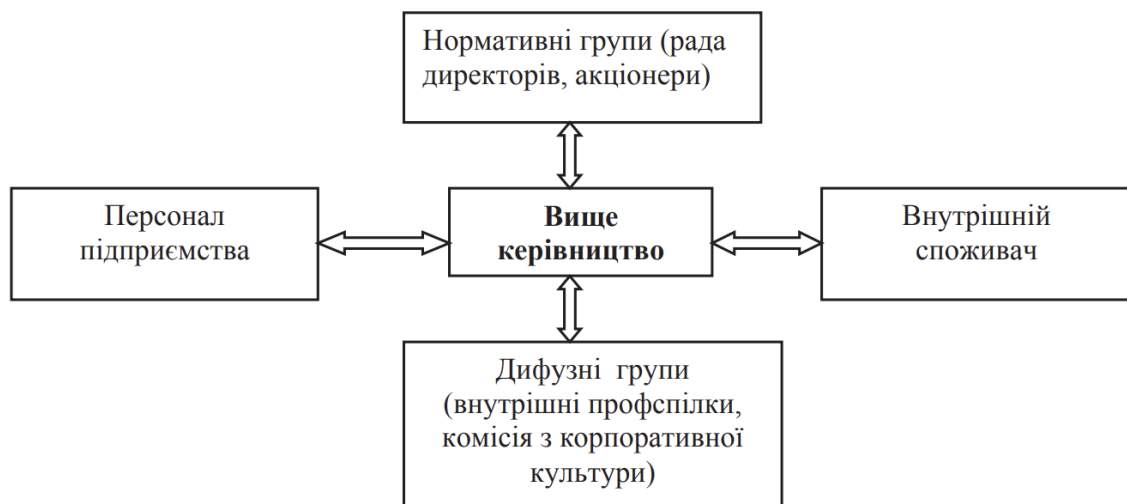 Нормативні групи (рада
директорів, акціонери)
Персонал
підприємства
Вище
керівництво
Внутрішній
споживач
Дифузні групи
(внутрішні профспілки,
комісія з корпоративної
культури)